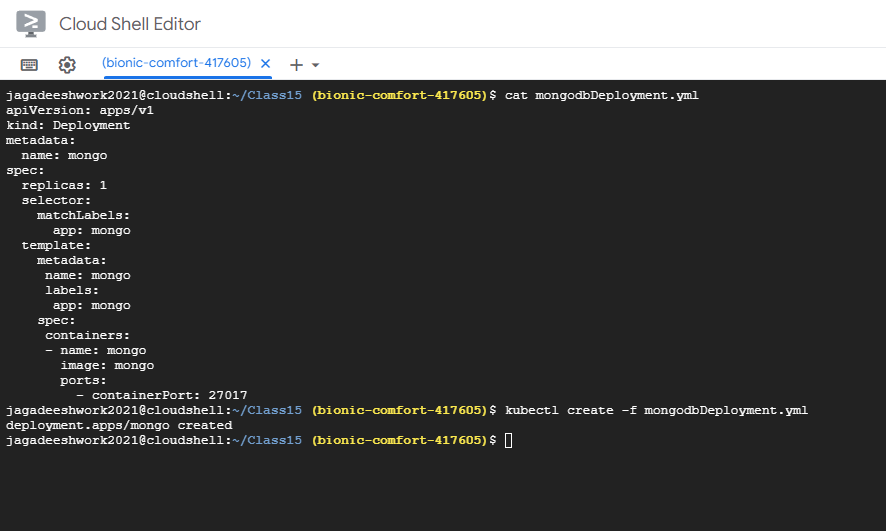 Cloud Shell Editor
(bionic-comfort-417605)
jagadeeshwork2021@cloudshell:~/Class15 (bionic-comfort-417605)$ cat mongodbDeployment.yml
apiVersion: apps/v1
kind: Deployment
metadata:
  name: mongo
spec:
  replicas: 1
  selector:
    matchLabels:
      app: mongo
  template:
    metadata:
     name: mongo
     labels:
      app: mongo
    spec:
     containers:
     - name: mongo
       image: mongo
       ports:
         - containerPort: 27017
jagadeeshwork2021@cloudshell:~/Class15 (bionic-comfort-417605)$ kubectl create -f mongodbDeployment.yml
deployment.apps/mongo created
jagadeeshwork2021@cloudshell:~/Class15 (bionic-comfort-417605)$